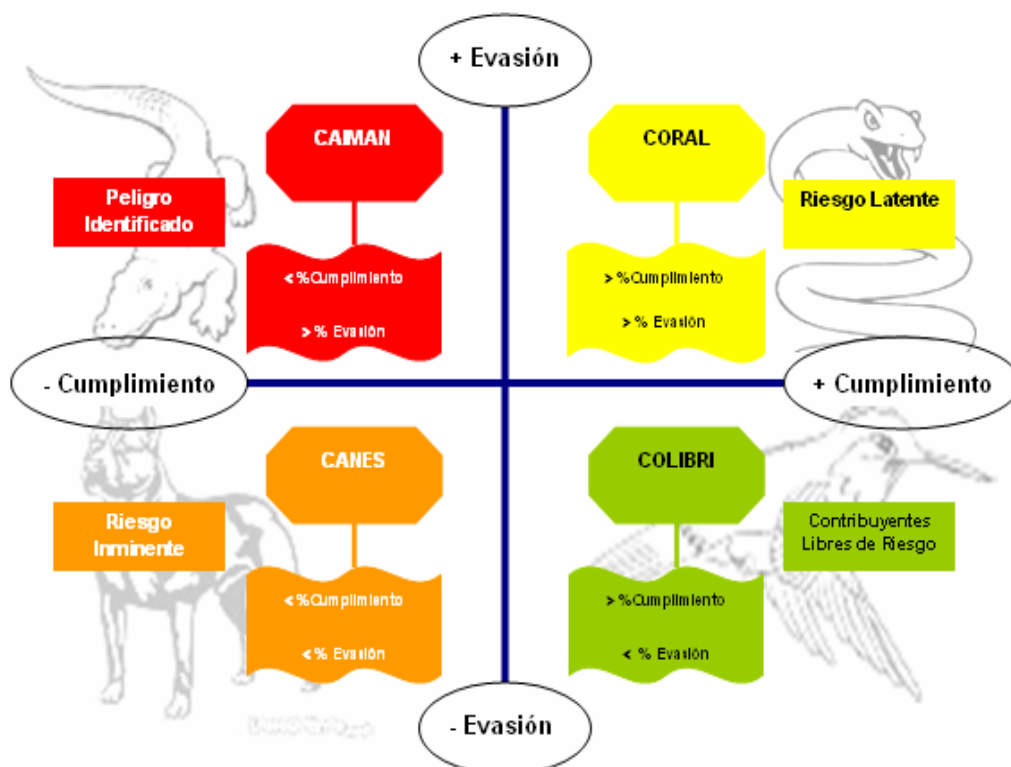 + Evasión
CAIMAN
CORAL
Peligro
Identificado
Riesgo Latente
< %Cumplimiento
> % Evasión
> %Cumplimiento
> % Evasión
- Cumplimiento
+ Cumplimiento
CANES
COLIBRI
Riesgo
Inminente
Contribuyentes
Libres de Riesgo
< %Cumplimiento
< % Evasión
> %Cumplimiento
< % Evasión
- Evasión